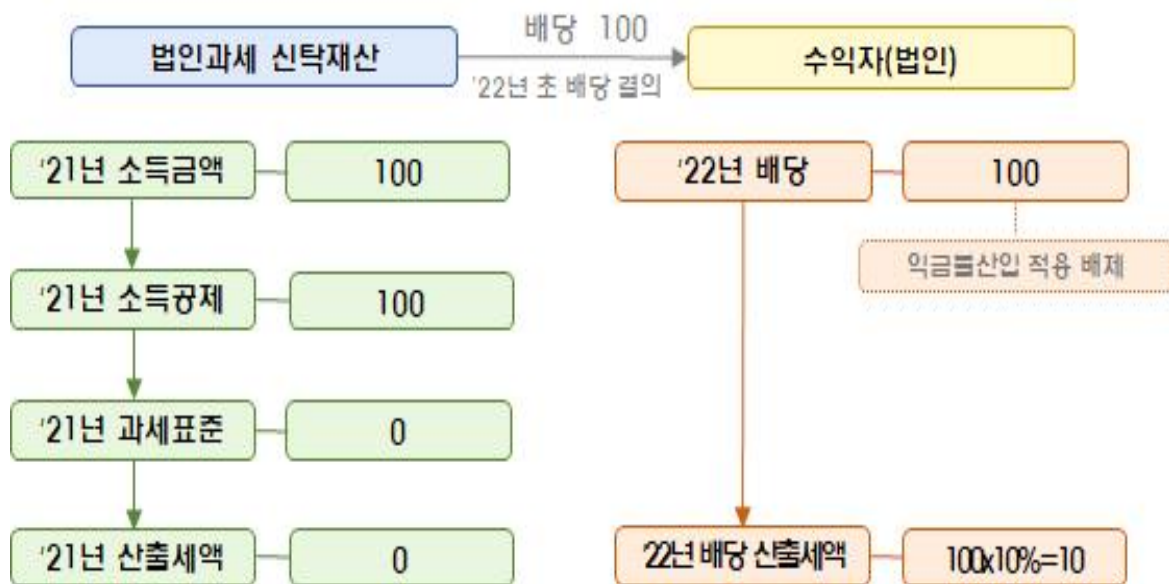 법인과세 신탁재산
배당 100
'22년 초 배당 결의
수익자(법인)
'21년 소득금액
100
'22년 배당
100
익금불산입 적용 배제
'21년 소득공제
100
'21년 과세표준
0
'21년 산출세액
0
'22년 배당 산출세액
100x10%=10